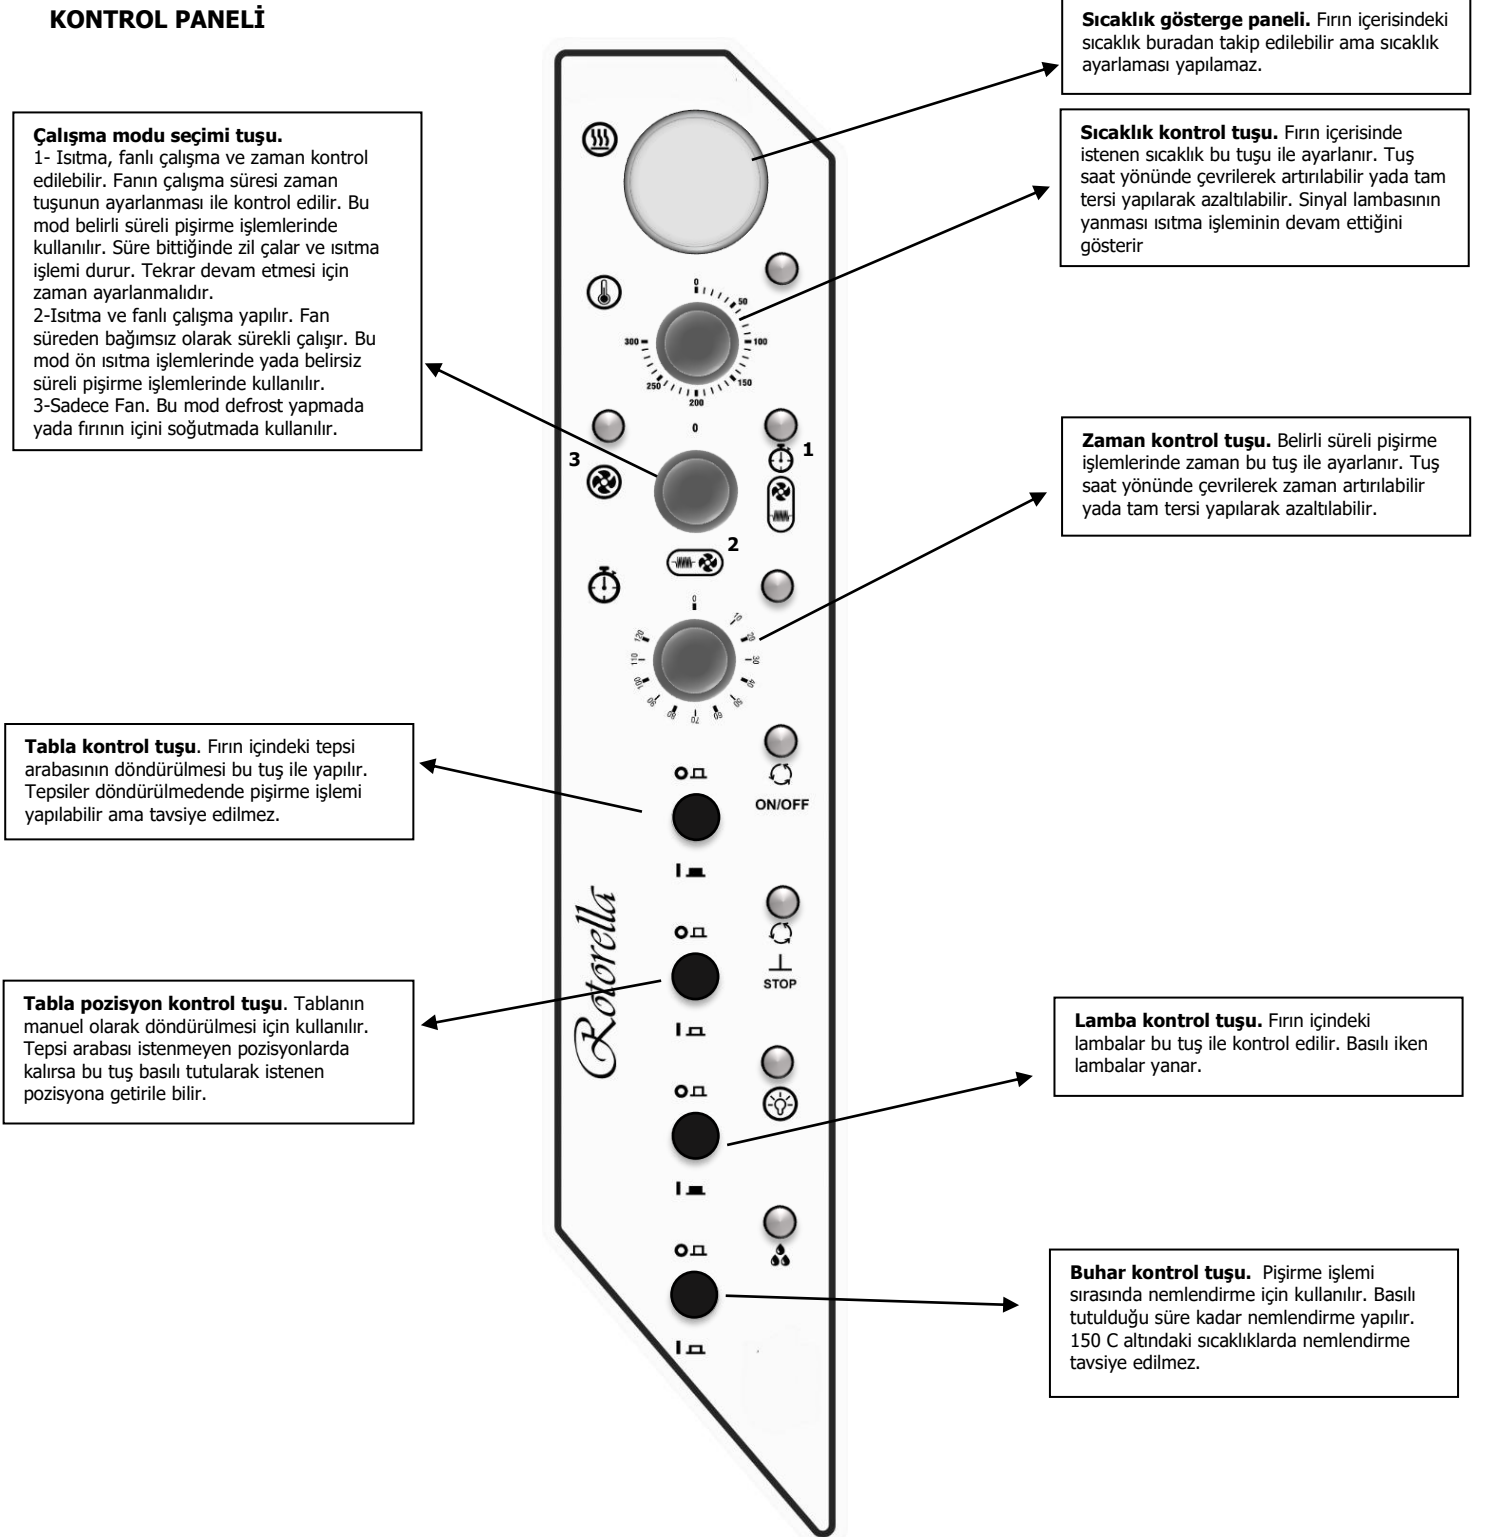 KONTROL PANELİ
Sıcaklık gösterge paneli. Fırın içerisindeki
sıcaklık buradan takip edilebilir ama sıcaklık
ayarlaması yapılamaz.
Çalışma modu seçimi tuşu.
1- Isıtma, fanlı çalışma ve zaman kontrol
edilebilir. Fanın çalışma süresi zaman
tuşunun ayarlanması ile kontrol edilir. Bu
mod belirli süreli pişirme işlemlerinde
kullanılır. Süre bittiğinde zil çalar ve ısıtma
işlemi durur. Tekrar devam etmesi için
zaman ayarlanmalıdır.
2-Isıtma ve fanlı çalışma yapılır. Fan
süreden bağımsız olarak sürekli çalışır. Bu
mod ön ısıtma işlemlerinde yada belirsiz
süreli pişirme işlemlerinde kullanılır.
3-Sadece Fan. Bu mod defrost yapmada
yada fırının içini soğutmada kullanılır.
Sıcaklık kontrol tuşu. Fırın içerisinde
istenen sıcaklık bu tuşu ile ayarlanır. Tuş
saat yönünde çevrilerek artırılabilir yada tam
tersi yapılarak azaltılabilir. Sinyal lambasının
yanması ısıtma işleminin devam ettiğini
gösterir
0
50
100
150
200
250
300
0
1
2
3
Zaman kontrol tuşu. Belirli süreli pişirme
işlemlerinde zaman bu tuş ile ayarlanır. Tuş
saat yönünde çevrilerek zaman artırılabilir
yada tam tersi yapılarak azaltılabilir.
0
10
20
30
40
50
60
70
80
90
100
110
120
Tabla kontrol tuşu. Fırın içindeki tepsi
arabasının döndürülmesi bu tuş ile yapılır.
Tepsiler döndürülmedende pişirme işlemi
yapılabilir ama tavsiye edilmez.
ON/OFF
Rotorella
STOP
Tabla pozisyon kontrol tuşu. Tablanın
manuel olarak döndürülmesi için kullanılır.
Tepsi arabası istenmeyen pozisyonlarda
kalırsa bu tuş basılı tutularak istenen
pozisyona getirile bilir.
Lamba kontrol tuşu. Fırın içindeki
lambalar bu tuş ile kontrol edilir. Basılı iken
lambalar yanar.
Buhar kontrol tuşu. Pişirme işlemi
sırasında nemlendirme için kullanılır. Basılı
tutulduğu süre kadar nemlendirme yapılır.
150 C altındaki sıcaklıklarda nemlendirme
tavsiye edilmez.